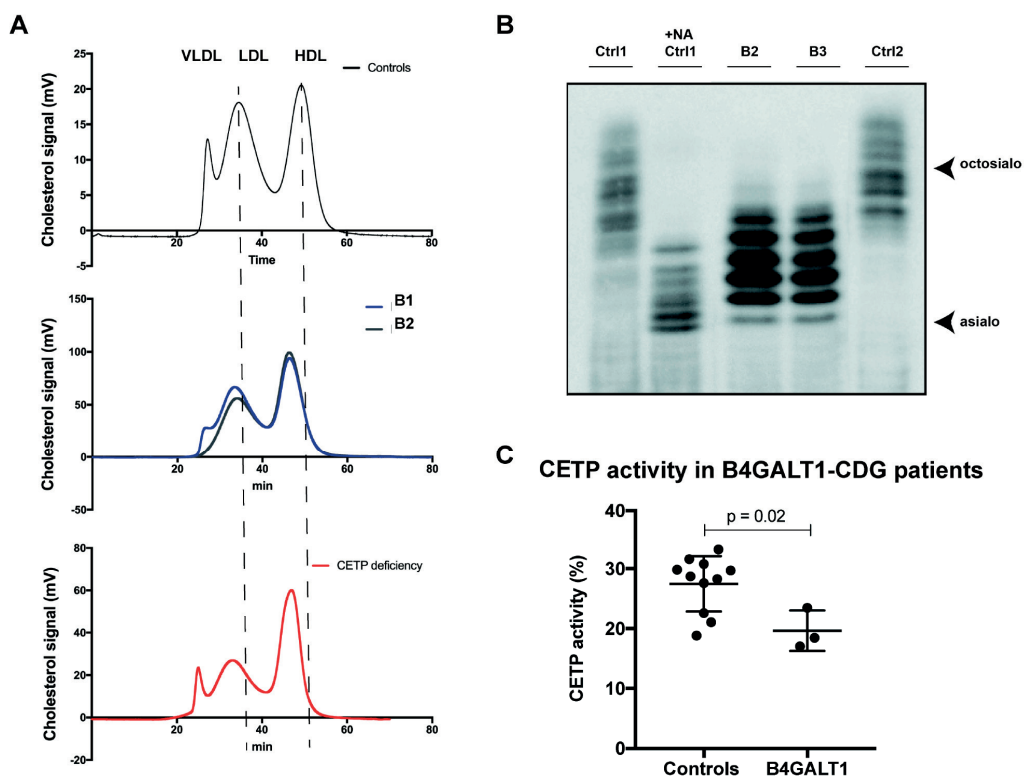 A
VLDL LDL HDL
Controls
Cholesterol signal (mV)
25
20
15
10
5
0
-5
20 40 60 80
Time
B1
B2
Cholesterol signal (mV)
150
100
50
0
-50
20 40 60 80
min
CETP deficiency
Cholesterol signal (mV)
80
60
40
20
0
-20
20 40 60 80
min
B
+NA
Ctrl1 Ctrl1 B2 B3 Ctrl2
octosialo
asialo
C
CETP activity in B4GALT1-CDG patients
p = 0.02
CETP activity (%)
40
30
20
10
0
Controls B4GALT1